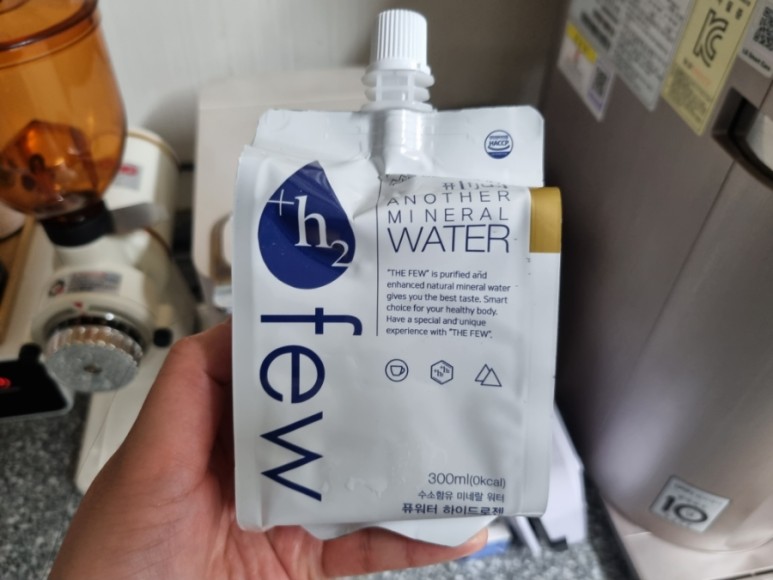 HACCP
+h2
few
ANOTHER
MINERAL
WATER
"THE FEW" is purified and
enhanced natural mineral water
gives you the best taste. Smart
choice for your healthy body.
Have a special and unique
experience with "THE FEW".
300ml(0kcal)
수소함유 미네랄 워터
퓨워터 하이드로젠
10